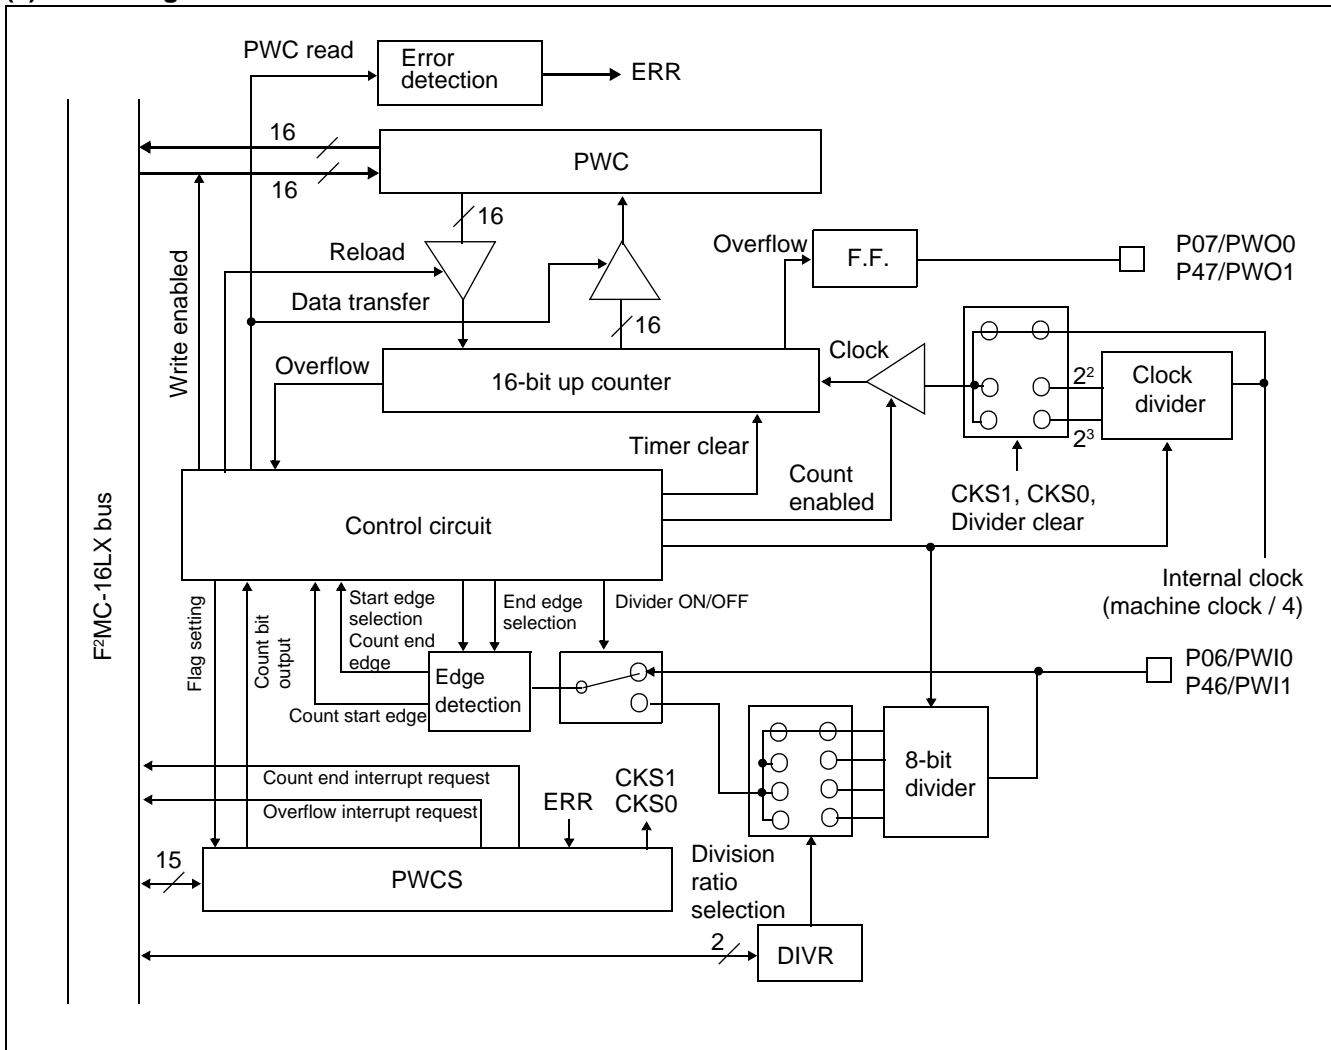 PWC read
Error
detection
ERR
16
PWC
16
16
Write enabled
Reload
Overflow
F.F.
P07/PWO0
P47/PWO1
Data transfer
16
Clock
Overflow
16-bit up counter
2²
Clock
divider
2³
Timer clear
Count
enabled
CKS1, CKS0,
Divider clear
Control circuit
F²MC-16LX bus
Internal clock
(machine clock / 4)
Flag setting
Count bit
output
Start edge
selection
Count end
edge
End edge
selection
Divider ON/OFF
P06/PWI0
P46/PWI1
Edge
detection
Count start edge
8-bit
divider
Count end interrupt request
Overflow interrupt request
ERR
CKS1
CKS0
15
PWCS
Division
ratio
selection
2
DIVR